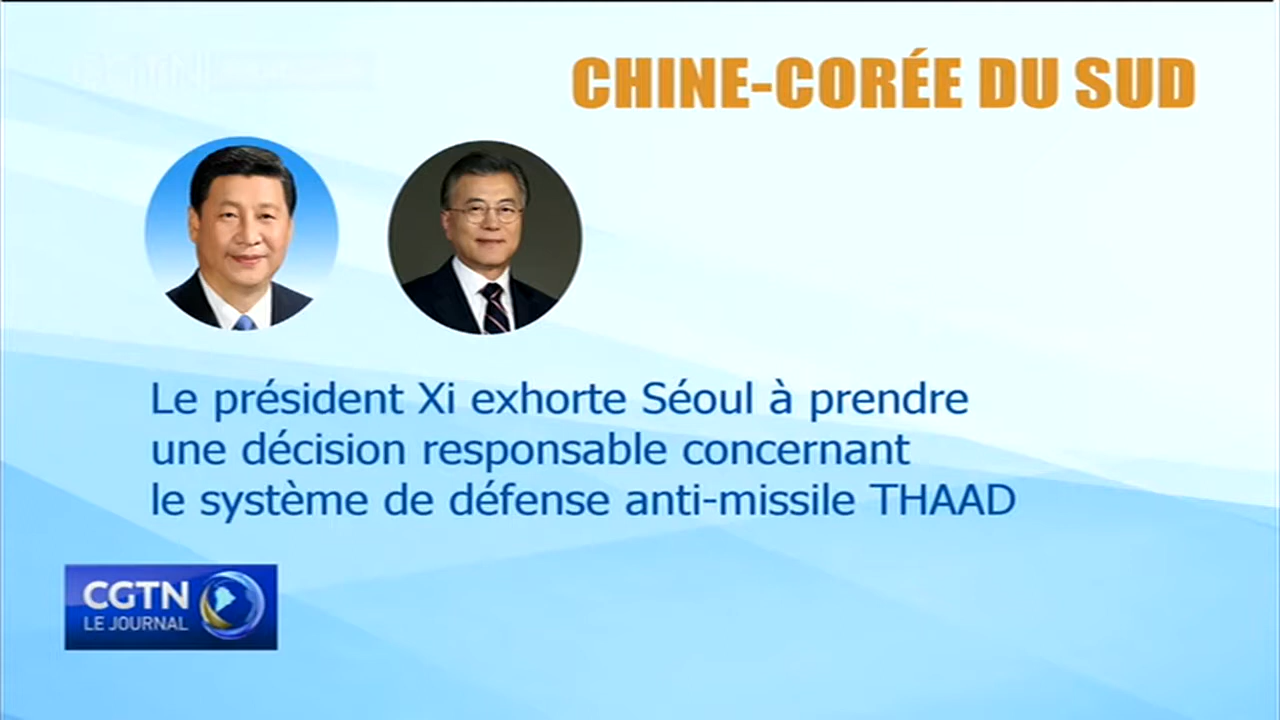 CHINE-CORÉE DU SUD
Le président Xi exhorte Séoul à prendre
une décision responsable concernant
le système de défense anti-missile THAAD
CGTN
LE JOURNAL